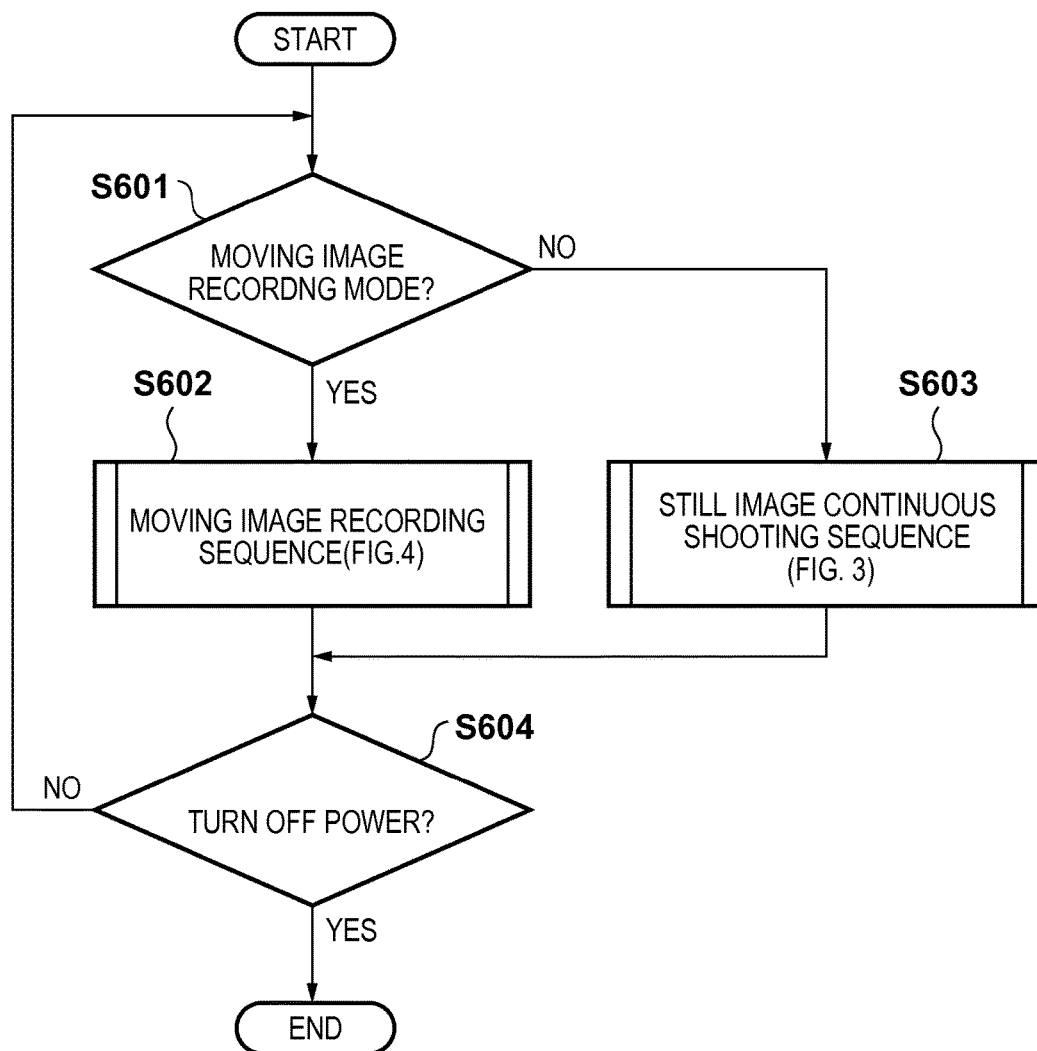 START
S601
MOVING IMAGE
RECORDNG MODE?
NO
YES
S602
MOVING IMAGE RECORDING
SEQUENCE(FIG.4)
S603
STILL IMAGE CONTINUOUS
SHOOTING SEQUENCE
(FIG. 3)
S604
NO
TURN OFF POWER?
YES
END